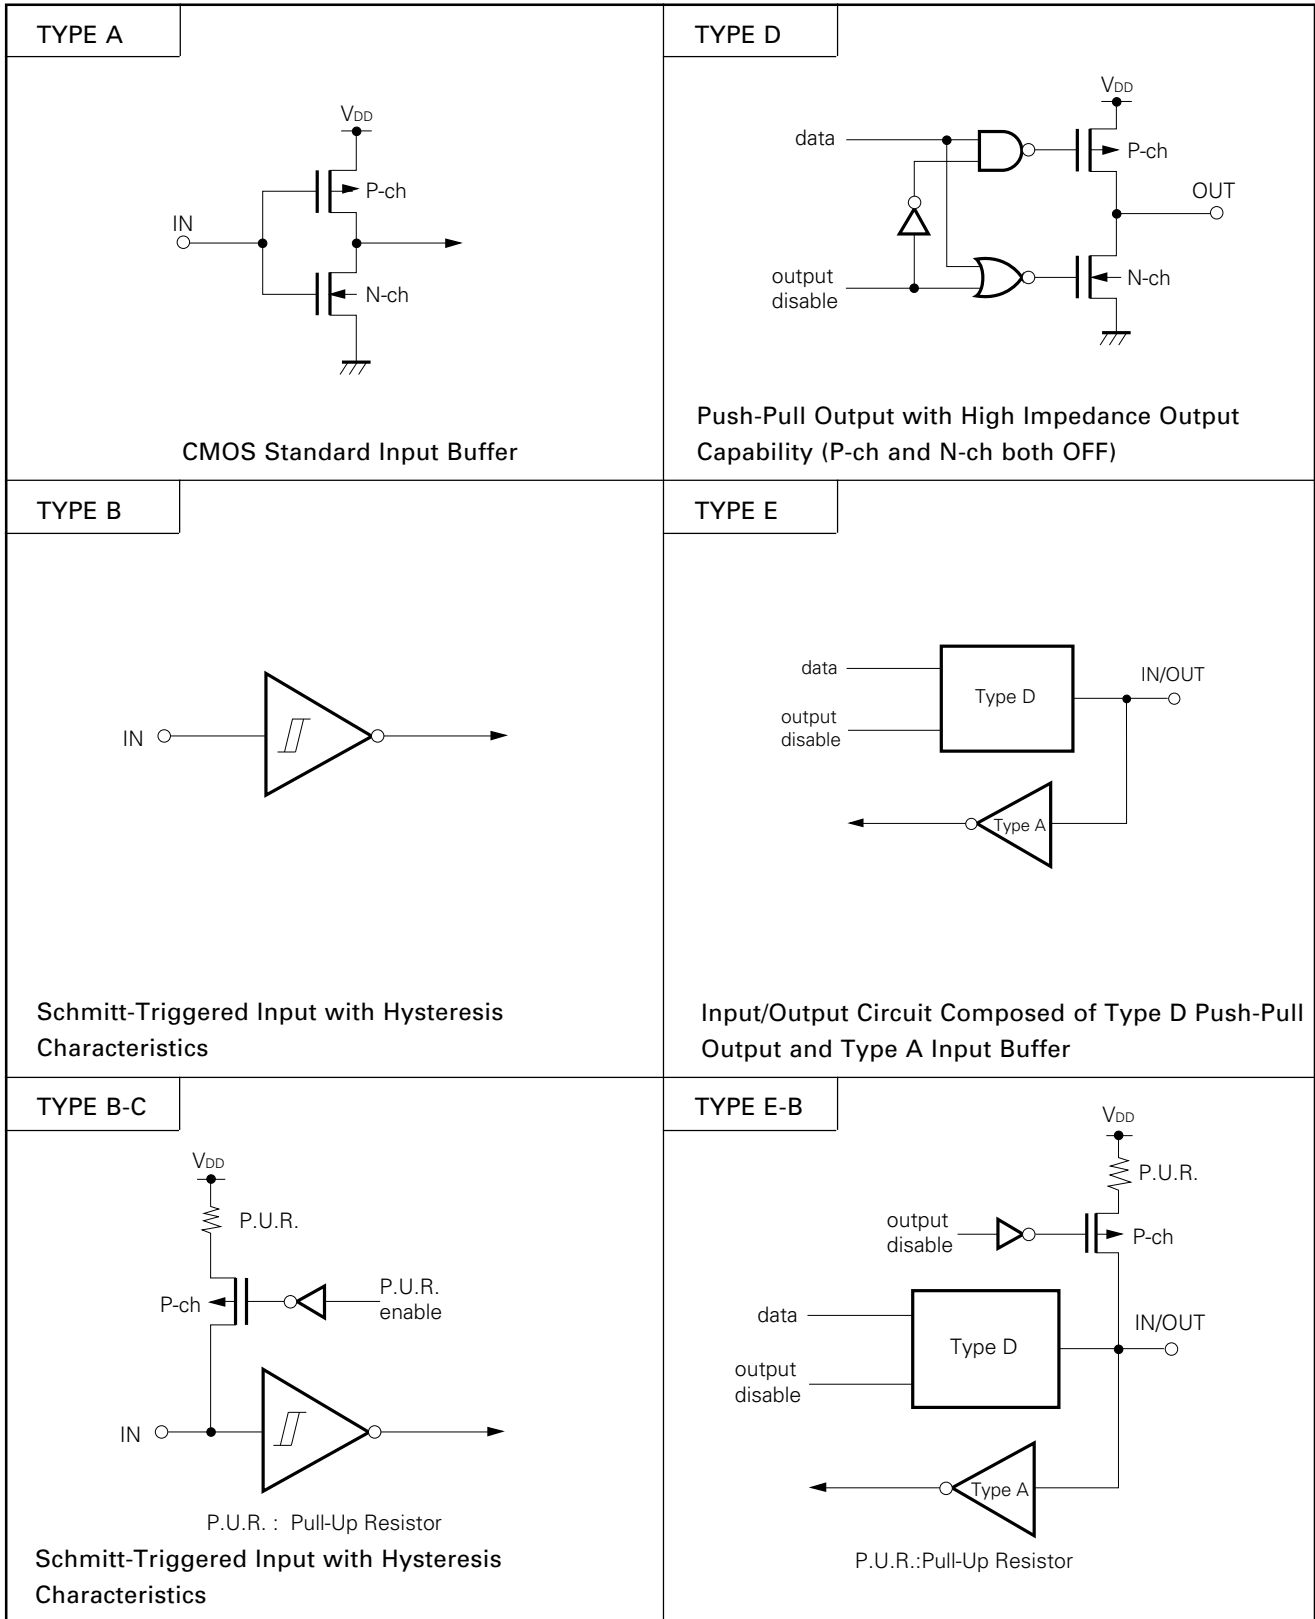 TYPE A
VDD
P-ch
IN
N-ch
CMOS Standard Input Buffer
TYPE D
VDD
data
P-ch
OUT
output
disable
N-ch
Push-Pull Output with High Impedance Output
Capability (P-ch and N-ch both OFF)
TYPE B
IN
Schmitt-Triggered Input with Hysteresis
Characteristics
TYPE E
data
IN/OUT
Type D
output
disable
Type A
Input/Output Circuit Composed of Type D Push-Pull
Output and Type A Input Buffer
TYPE B-C
VDD
P.U.R.
P-ch
P.U.R.
enable
IN
P.U.R. : Pull-Up Resistor
Schmitt-Triggered Input with Hysteresis
Characteristics
TYPE E-B
VDD
P.U.R.
output
disable
P-ch
data
IN/OUT
Type D
output
disable
Type A
P.U.R.:Pull-Up Resistor